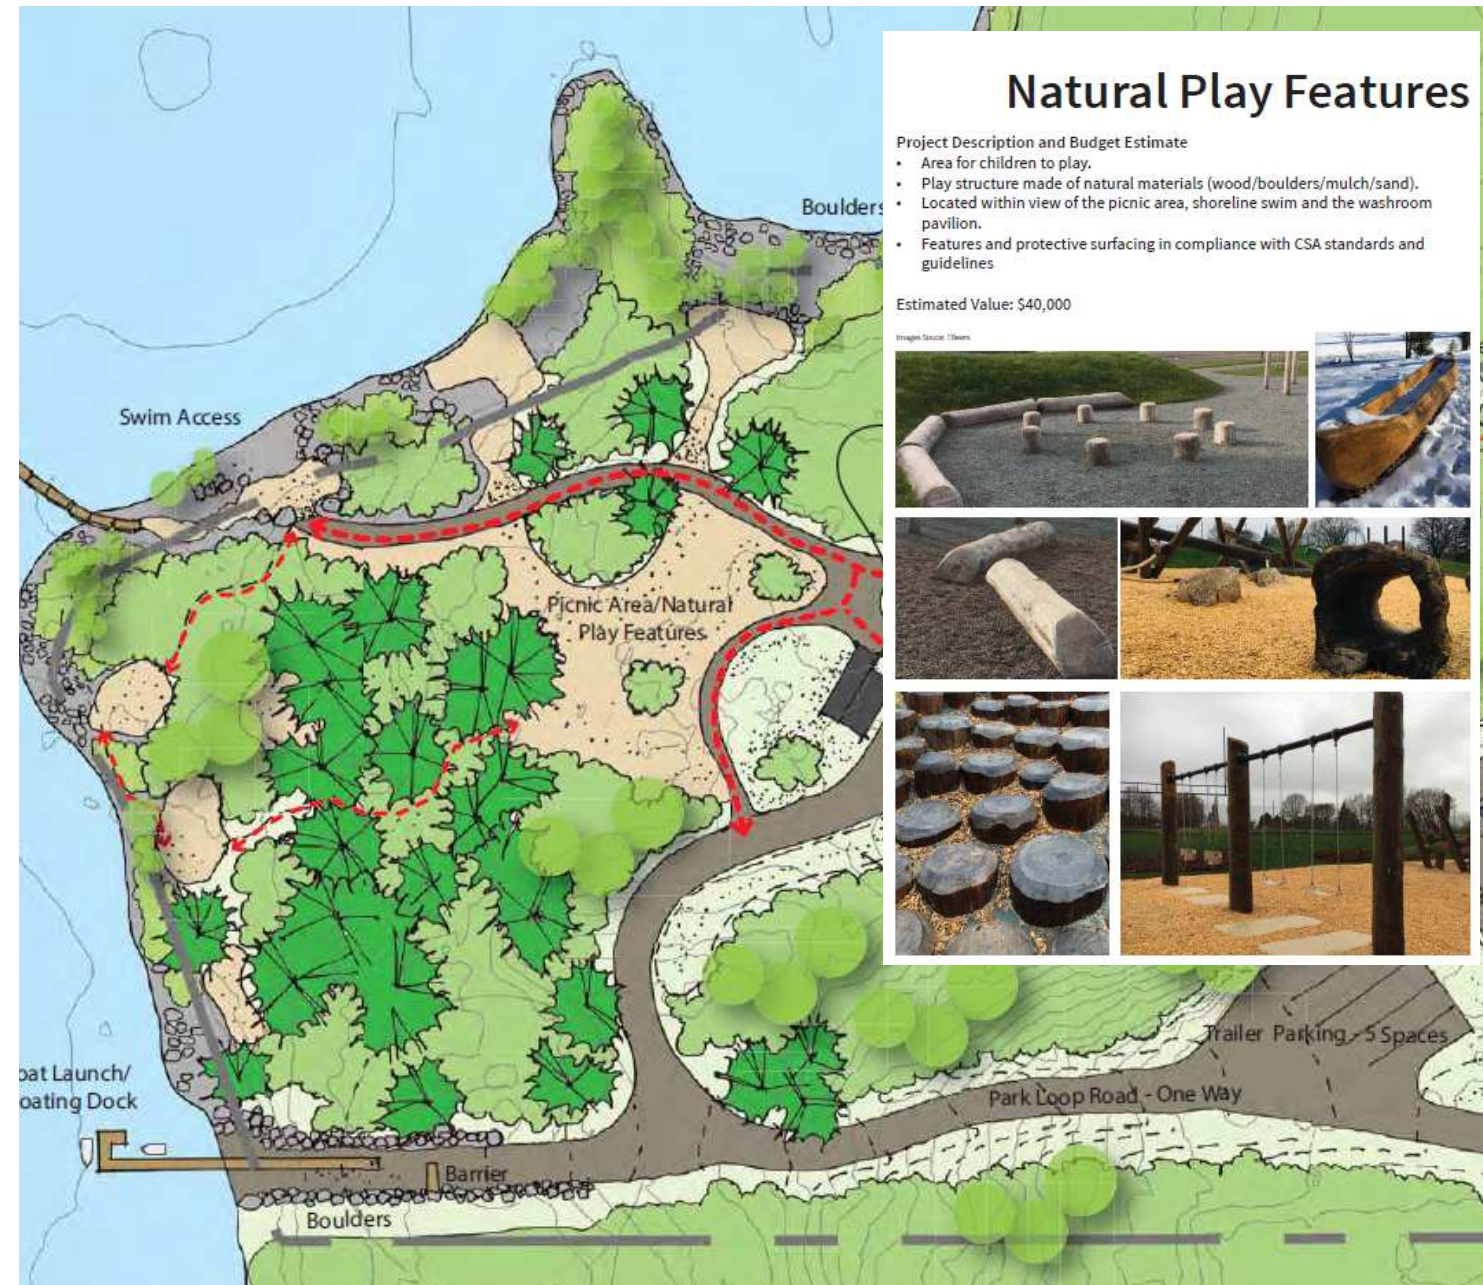 Natural Play Features
Project Description and Budget Estimate
• Area for children to play.
• Play structure made of natural materials (wood/boulders/mulch/sand).
• Located within view of the picnic area, shoreline swim and the washroom
pavilion.
• Features and protective surfacing in compliance with CSA standards and
guidelines
Estimated Value: $40,000
Boulders
Swim Access
Picnic Area/Natural
Play Features
Trailer Parking - 5 Spaces
Park Loop Road - One Way
oat Launch/
oating Dock
Barrier
Boulders